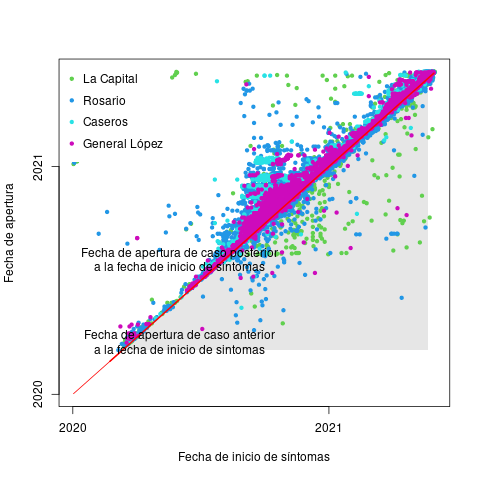 La Capital
Rosario
Caseros
General López
2021
Fecha de apertura
Fecha de apertura de caso posterior
a la fecha de inicio de síntomas
Fecha de apertura de caso anterior
a la fecha de inicio de síntomas
2020
2020
2021
Fecha de inicio de síntomas